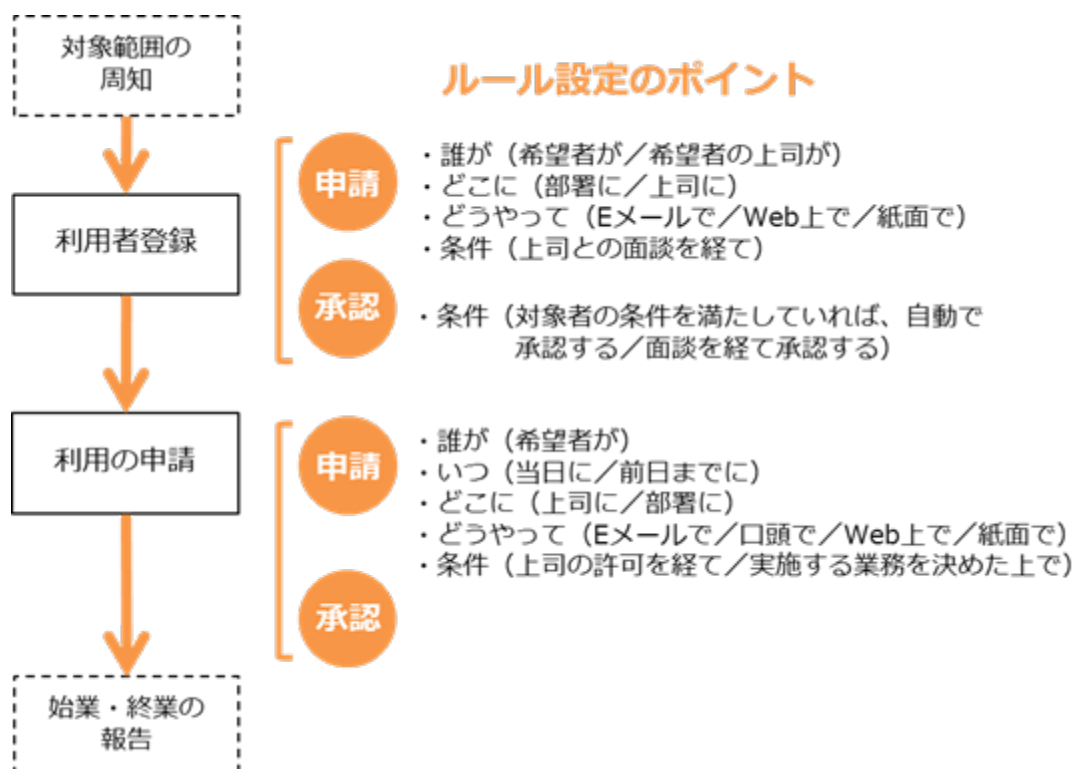 対象範囲の
周知
ルール設定のポイント
利用者登録
申請
・誰が（希望者が／希望者の上司が）
・どこに（部署に／上司に）
・どうやって（Eメールで／Web上で／紙面で）
・条件（上司との面談を経て）
承認
・条件（対象者の条件を満たしていれば、自動で
承認する／面談を経て承認する）
利用の申請
申請
・誰が（希望者が）
・いつ（当日に／前日までに）
・どこに（上司に／部署に）
・どうやって（Eメールで／口頭で／Web上で／紙面で）
・条件（上司の許可を経て／実施する業務を決めた上で）
承認
始業・終業の
報告